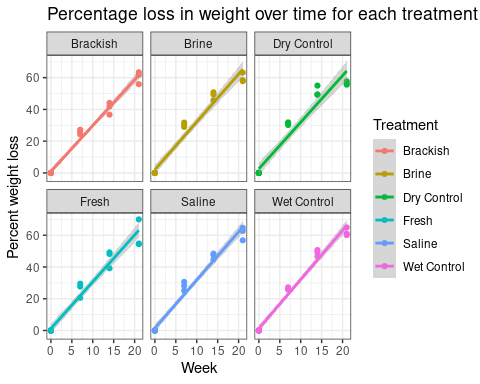 Percentage loss in weight over time for each treatment
Brackish Brine Dry Control
60
40
20
0
Fresh Saline Wet Control
60
40
20
0
0 5 10 15 20 0 5 10 15 20 0 5 10 15 20
Week
Percent weight loss
Treatment
Brackish
Brine
Dry Control
Fresh
Saline
Wet Control